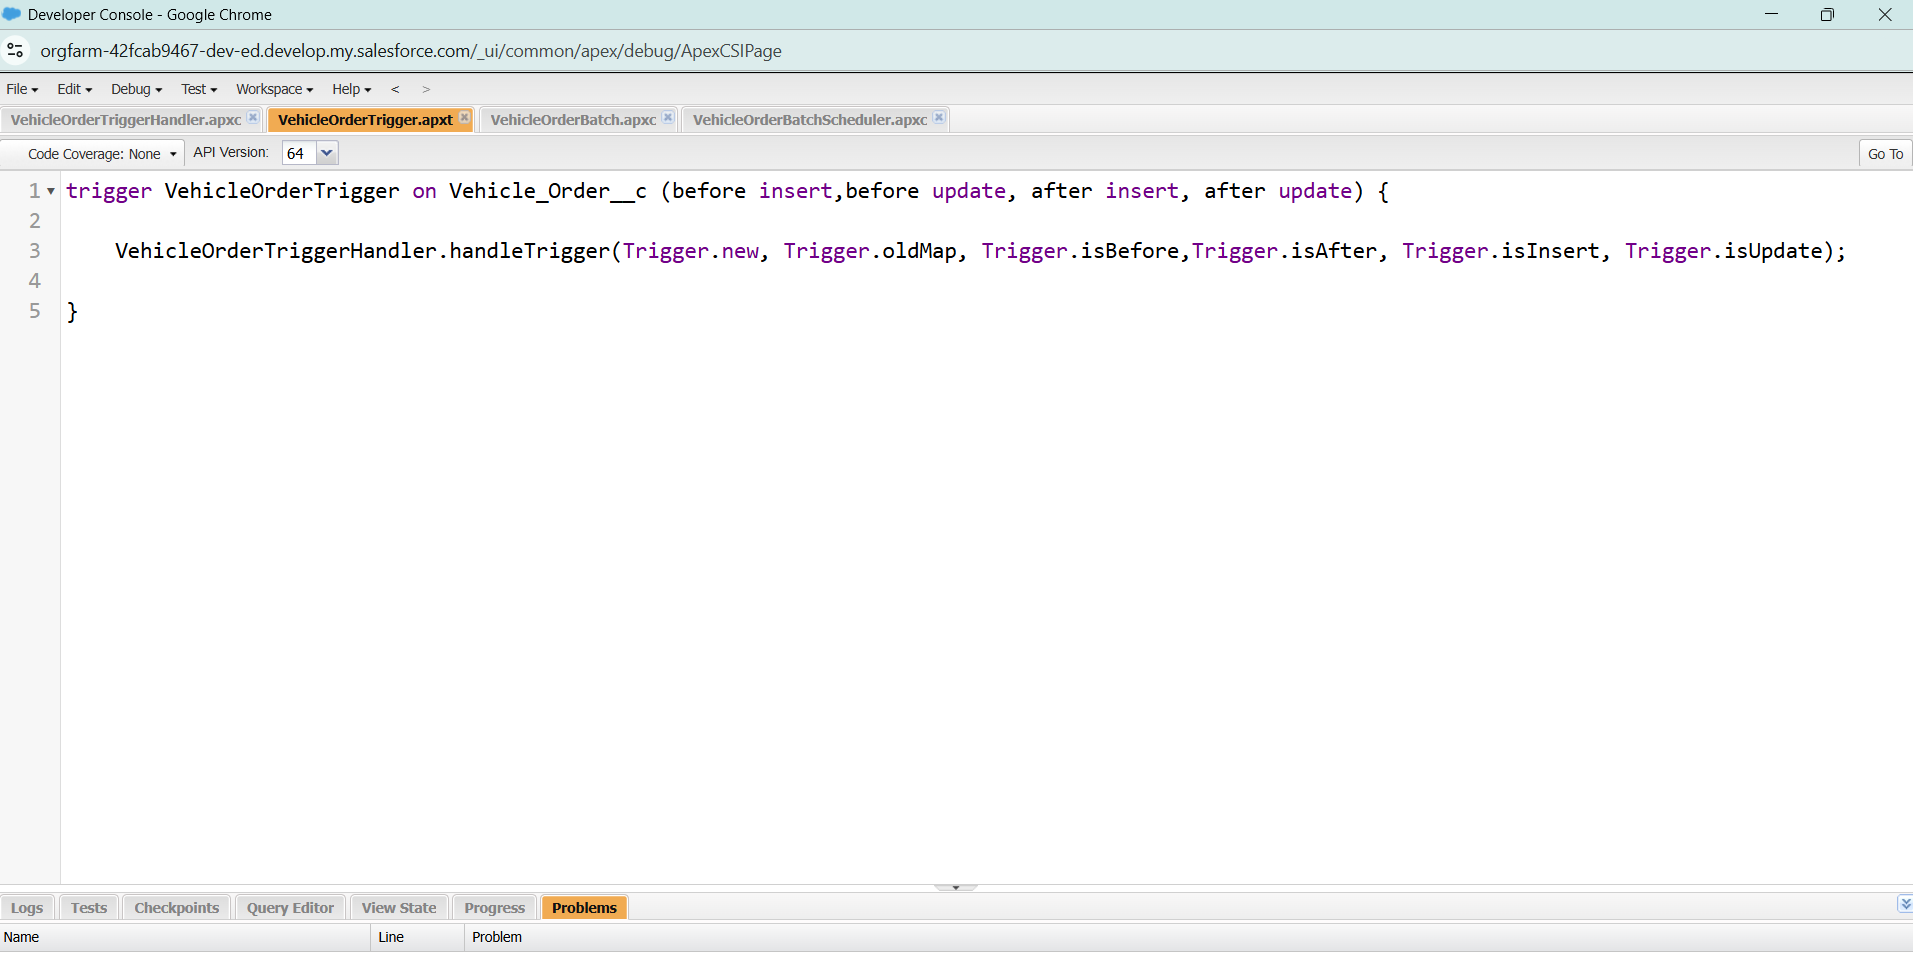 Developer Console - Google Chrome
orgfarm-42fcab9467-dev-ed.develop.my.salesforce.com/_ui/common/apex/debug/ApexCSIPage
File Edit Debug Test Workspace Help < >
VehicleOrderTriggerHandler.apxc VehicleOrderTrigger.apxt VehicleOrderBatch.apxc VehicleOrderBatchScheduler.apxc
Code Coverage: None API Version: 64 Go To
1 trigger VehicleOrderTrigger on Vehicle_Order__c (before insert,before update, after insert, after update) {
2
3 VehicleOrderTriggerHandler.handleTrigger(Trigger.new, Trigger.oldMap, Trigger.isBefore,Trigger.isAfter, Trigger.isInsert, Trigger.isUpdate);
4
5 }
Logs Tests Checkpoints Query Editor View State Progress Problems
Name Line Problem